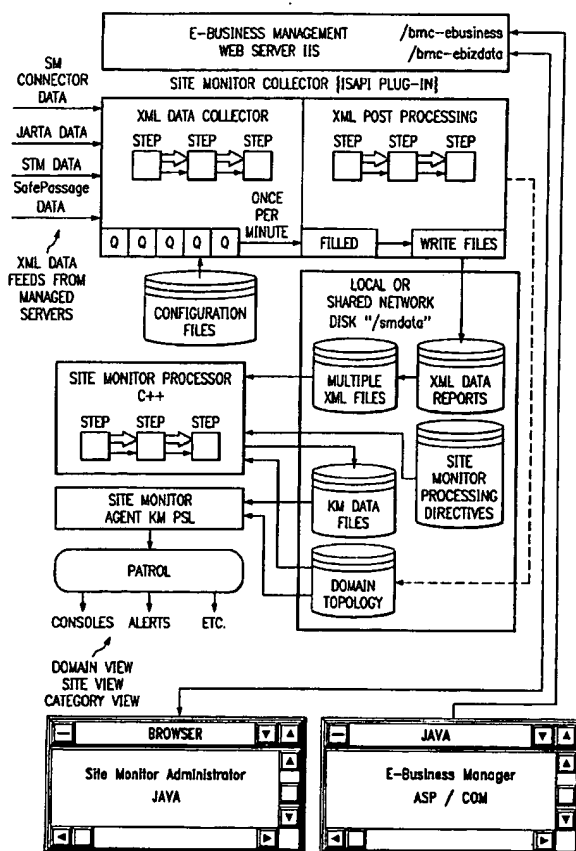 E-BUSINESS MANAGEMENT
WEB SERVER IIS
/bmc-ebusiness
/bmc-ebizdata
SM
CONNECTOR
DATA
SITE MONITOR COLLECTOR {ISAPI PLUG-IN}
JARTA DATA
STM DATA
SafePassage
DATA
XML DATA
FEEDS FROM
MANAGED
SERVERS
XML DATA COLLECTOR
STEP STEP STEP
XML POST PROCESSING
STEP STEP STEP
ONCE
PER
MINUTE
Q Q Q Q Q
FILLED
WRITE FILES
CONFIGURATION
FILES
LOCAL OR
SHARED NETWORK
DISK "/smdata"
MULTIPLE
XML FILES
XML DATA
REPORTS
SITE MONITOR PROCESSOR
C++
STEP STEP STEP
SITE
MONITOR
PROCESSING
DIRECTIVES
KM DATA
FILES
SITE MONITOR
AGENT KM PSL
DOMAIN
TOPOLOGY
PATROL
CONSOLES ALERTS ETC.
DOMAIN VIEW
SITE VIEW
CATEGORY VIEW
BROWSER
Site Monitor Administrator
JAVA
JAVA
E-Business Manager
ASP / COM